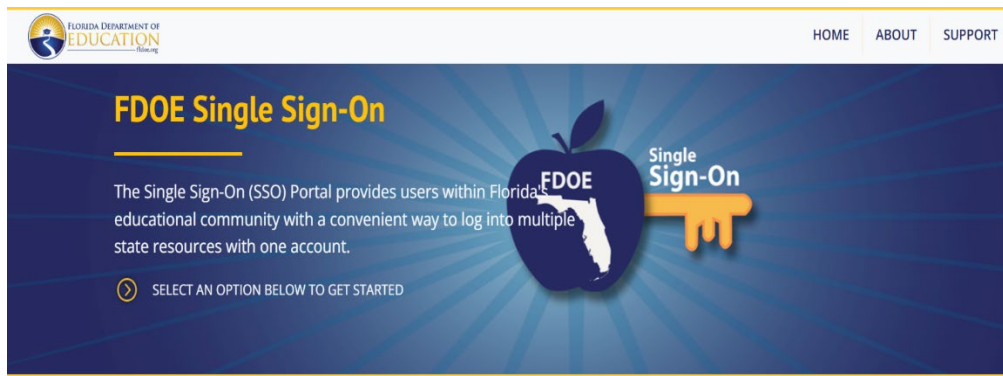 FLORIDA DEPARTMENT OF
EDUCATION
fldoe.org
HOME ABOUT SUPPORT
FDOE Single Sign-On
The Single Sign-On (SSO) Portal provides users within Florida's
educational community with a convenient way to log into multiple
state resources with one account.
SELECT AN OPTION BELOW TO GET STARTED
FDOE
Single
Sign-On